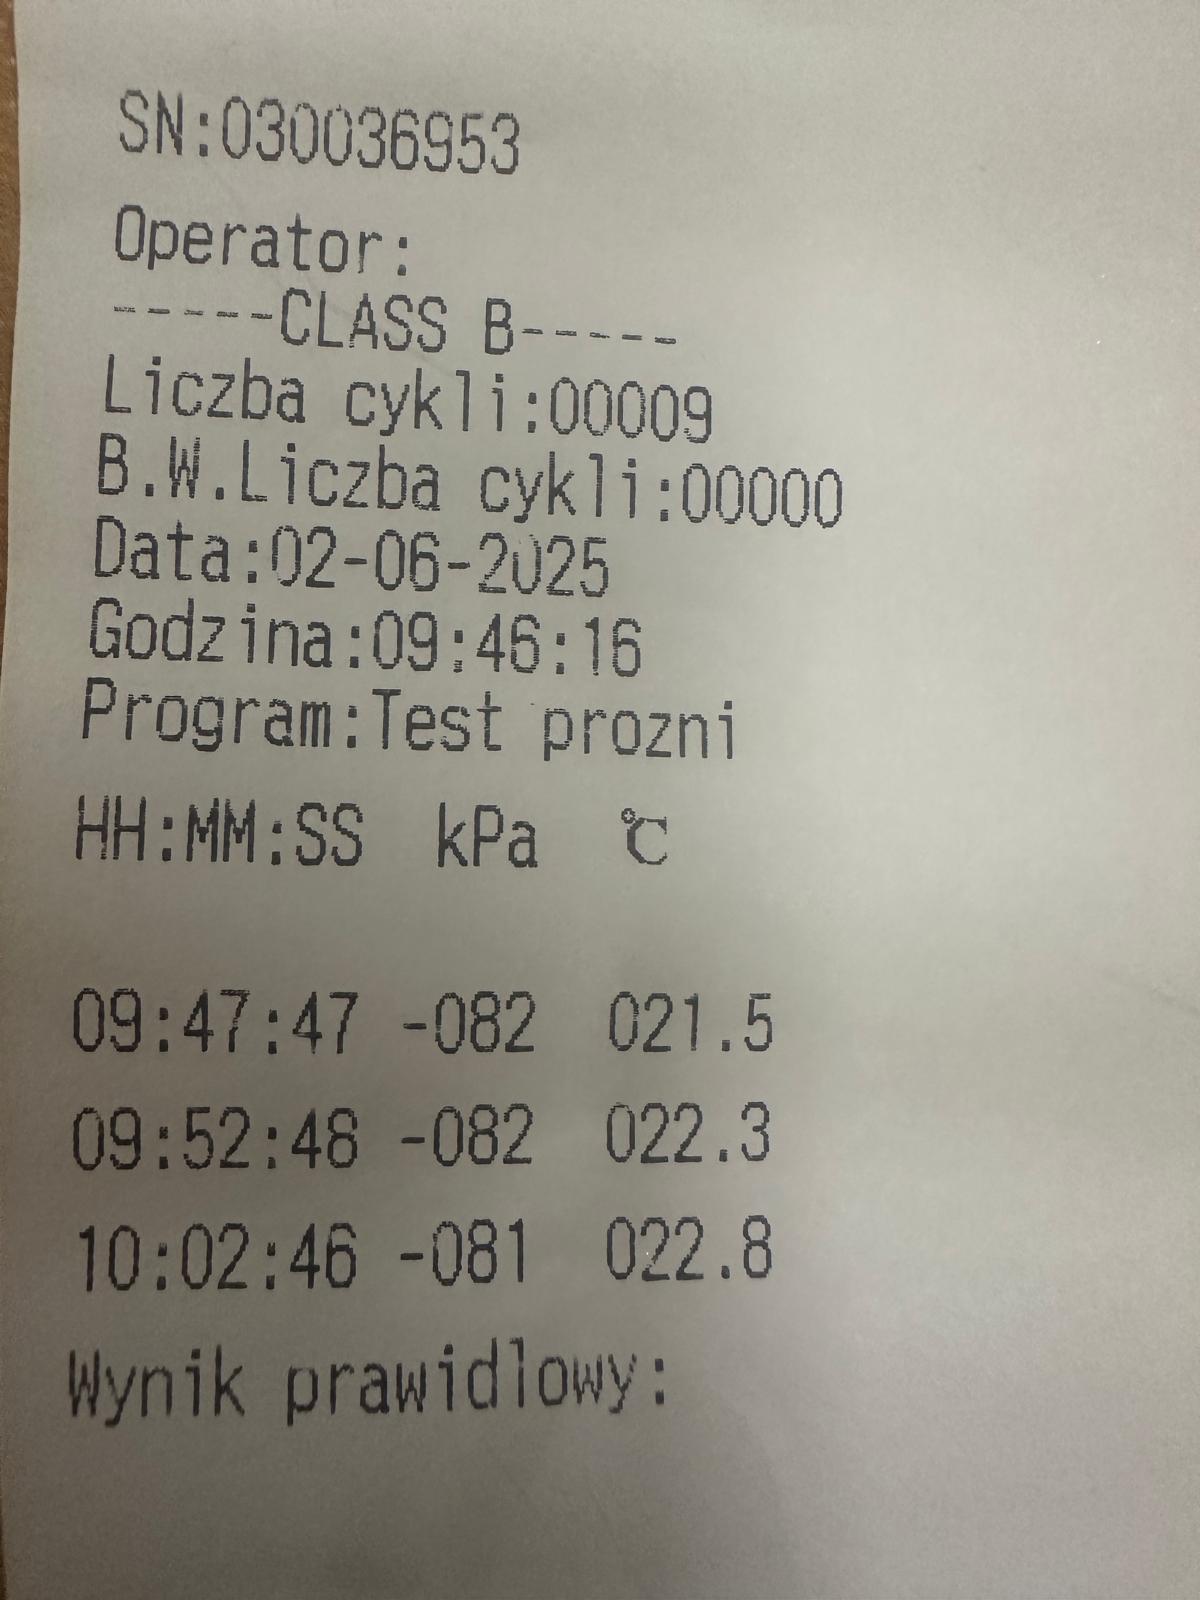 SN:030036953
Operator:
-----CLASS B-----
Liczba cykli:00009
B.W.Liczba cykli:00000
Data:02-06-2025
Godzina:09:46:16
Program:Test prozni
HH:MM:SS kPa ℃
09:47:47 -082 021.5
09:52:48 -082 022.3
10:02:46 -081 022.8
Wynik prawidlowy: